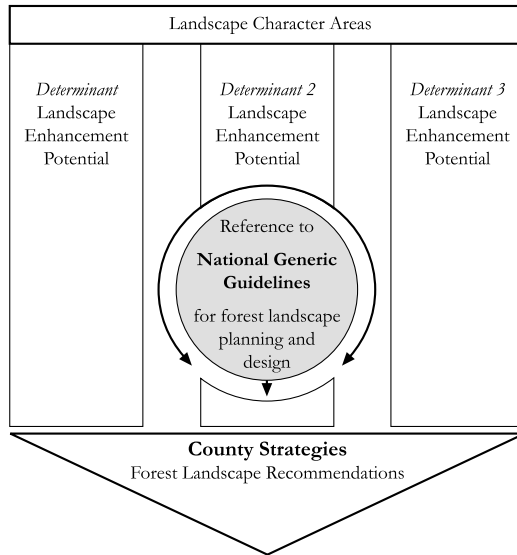 Landscape Character Areas
Determinant
Landscape
Enhancement
Potential
Determinant 2
Landscape
Enhancement
Potential
Determinant 3
Landscape
Enhancement
Potential
Reference to
National Generic
Guidelines
for forest landscape
planning and
design
County Strategies
Forest Landscape Recommendations